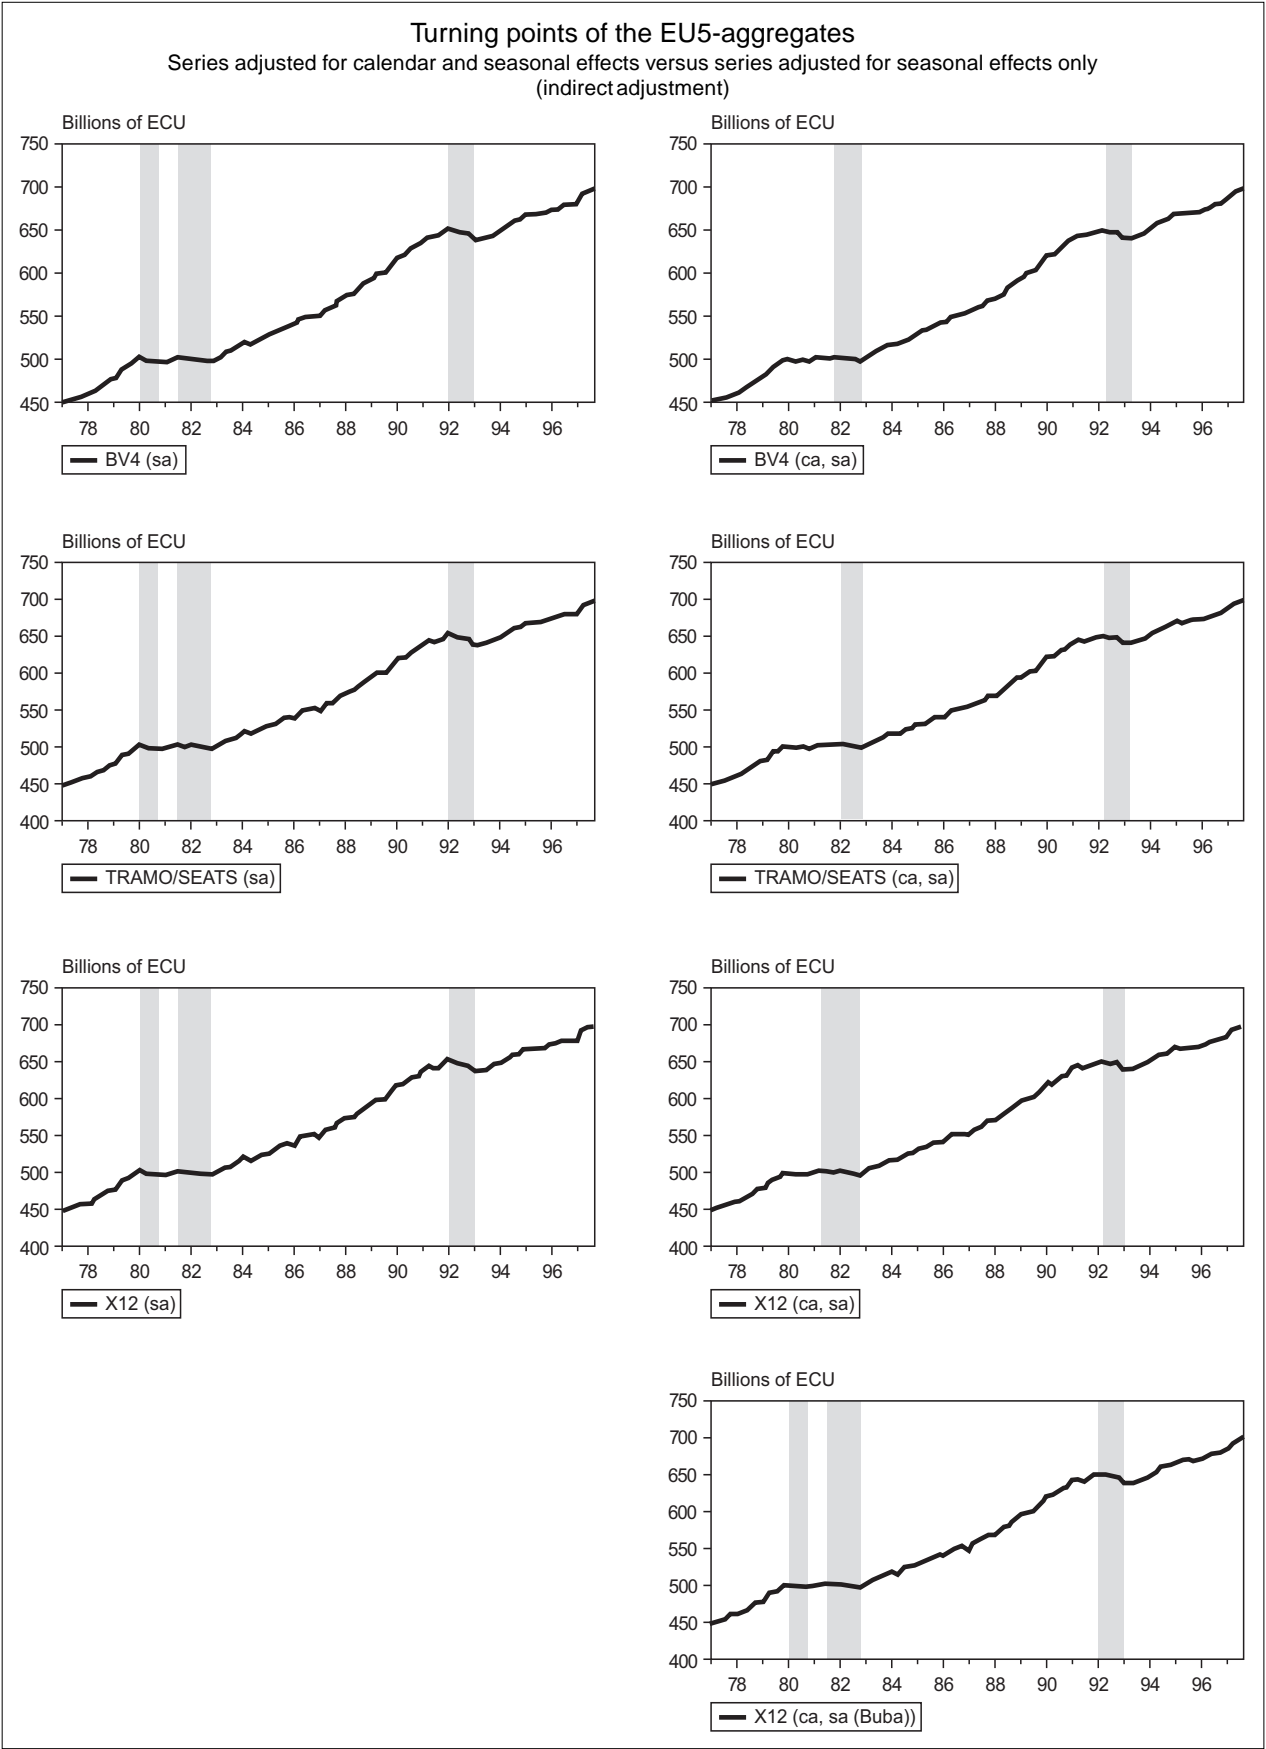 Turning points of the EU5-aggregates
Series adjusted for calendar and seasonal effects versus series adjusted for seasonal effects only
(indirect adjustment)
Billions of ECU
750
700
650
600
550
500
450
78 80 82 84 86 88 90 92 94 96
BV4 (sa)
Billions of ECU
750
700
650
600
550
500
450
78 80 82 84 86 88 90 92 94 96
BV4 (ca, sa)
Billions of ECU
750
700
650
600
550
500
450
400
78 80 82 84 86 88 90 92 94 96
TRAMO/SEATS (sa)
Billions of ECU
750
700
650
600
550
500
450
400
78 80 82 84 86 88 90 92 94 96
TRAMO/SEATS (ca, sa)
Billions of ECU
750
700
650
600
550
500
450
400
78 80 82 84 86 88 90 92 94 96
X12 (sa)
Billions of ECU
750
700
650
600
550
500
450
400
78 80 82 84 86 88 90 92 94 96
X12 (ca, sa)
Billions of ECU
750
700
650
600
550
500
450
400
78 80 82 84 86 88 90 92 94 96
X12 (ca, sa (Buba))